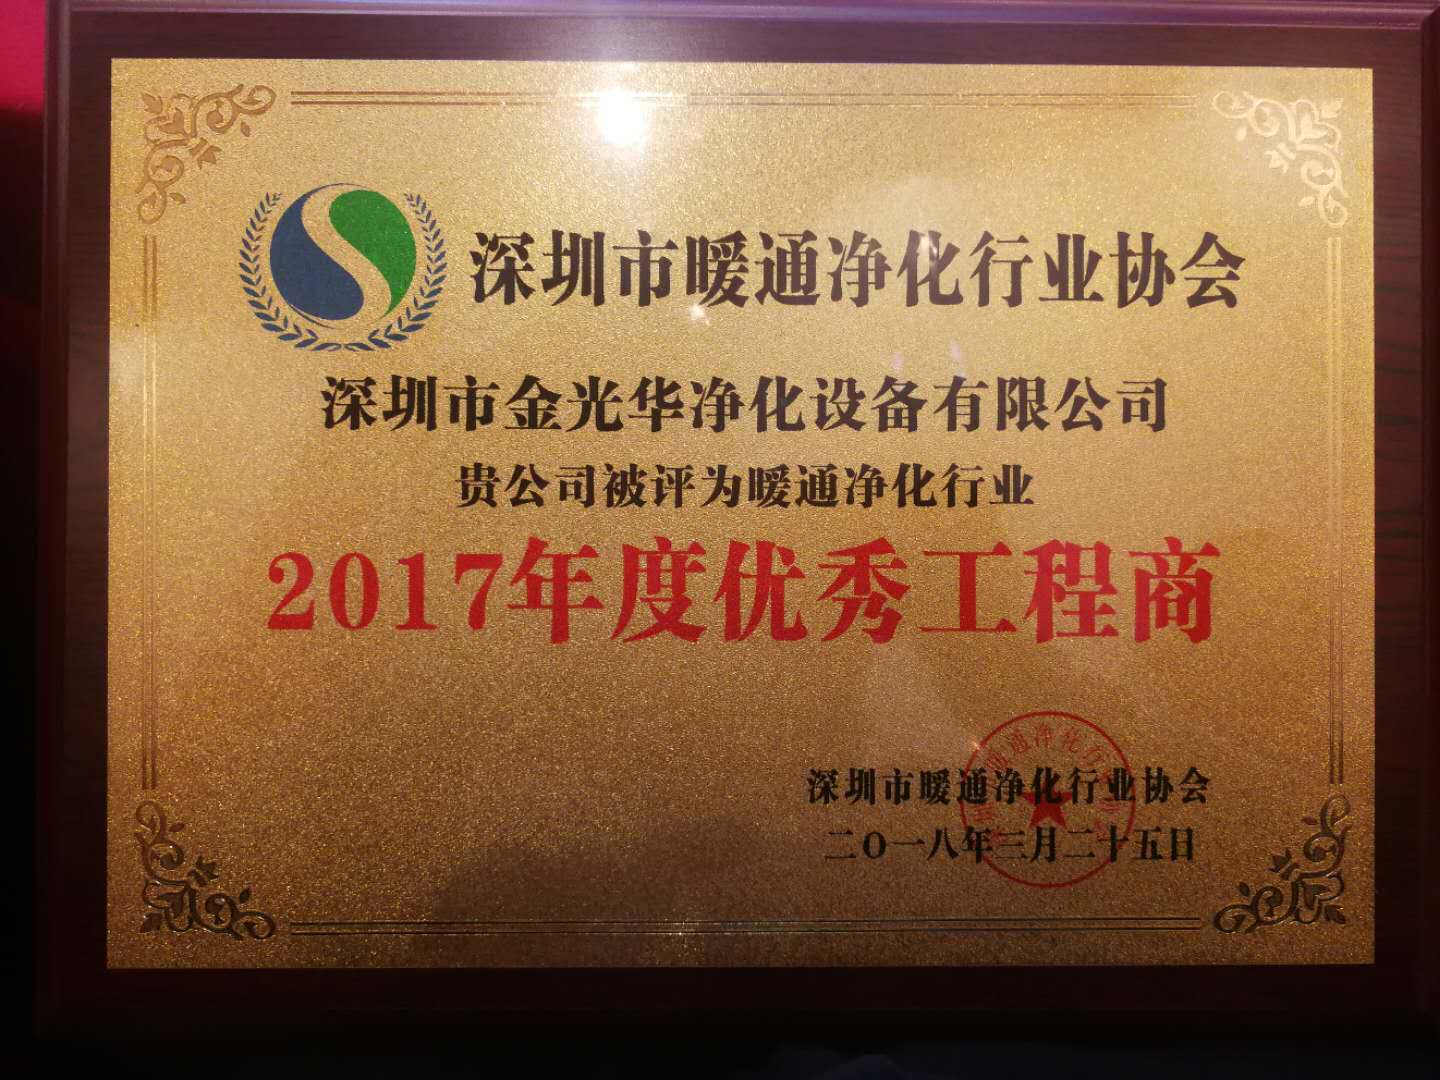 深圳市暖通净化行业协会
深圳市金光华净化设备有限公司
贵公司被评为暖通净化行业
2017年度优秀工程商
深圳市暖通净化行业协会
二〇一八年三月二十五日